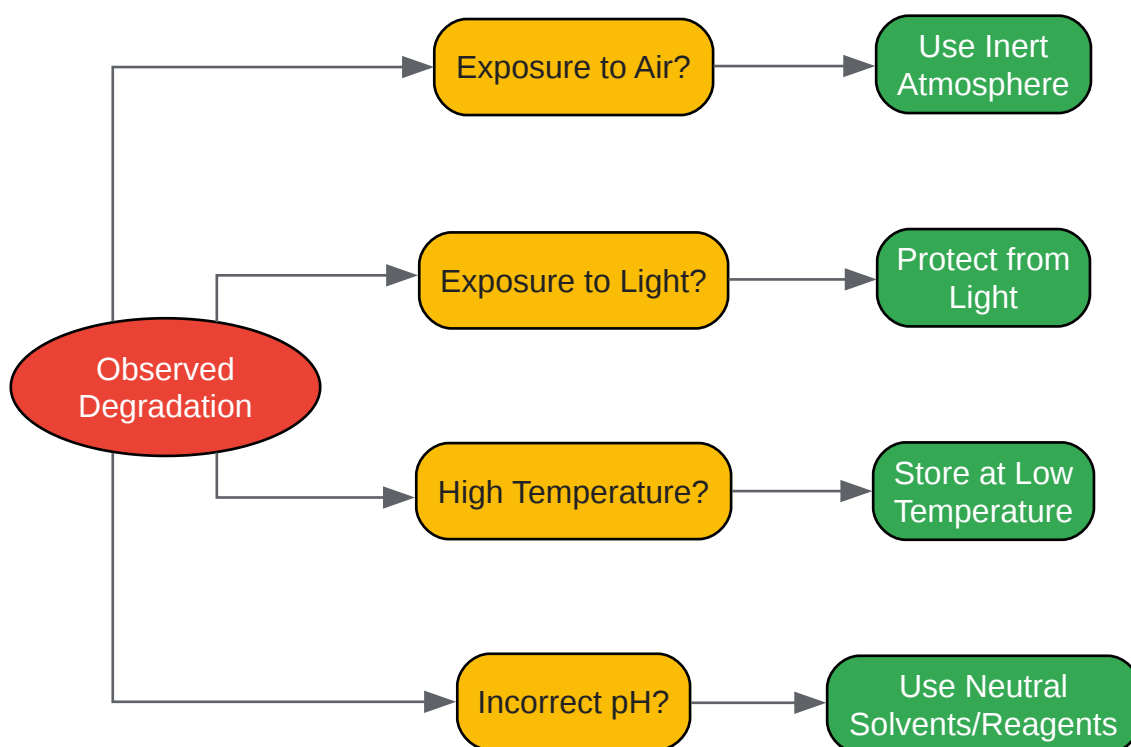 Exposure to Air?
Use Inert
Atmosphere
Exposure to Light?
Protect from
Light
Observed
Degradation
High Temperature?
Store at Low
Temperature
Incorrect pH?
Use Neutral
Solvents/Reagents